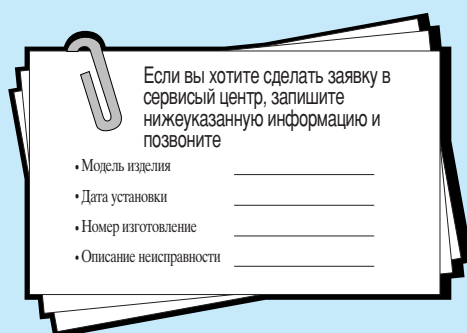 Если вы хотите сделать заявку в
сервисый центр, запишите
нижеуказанную информацию и
позвоните
• Модель изделия
• Дата установки
• Номер изготовление
• Описание неисправности